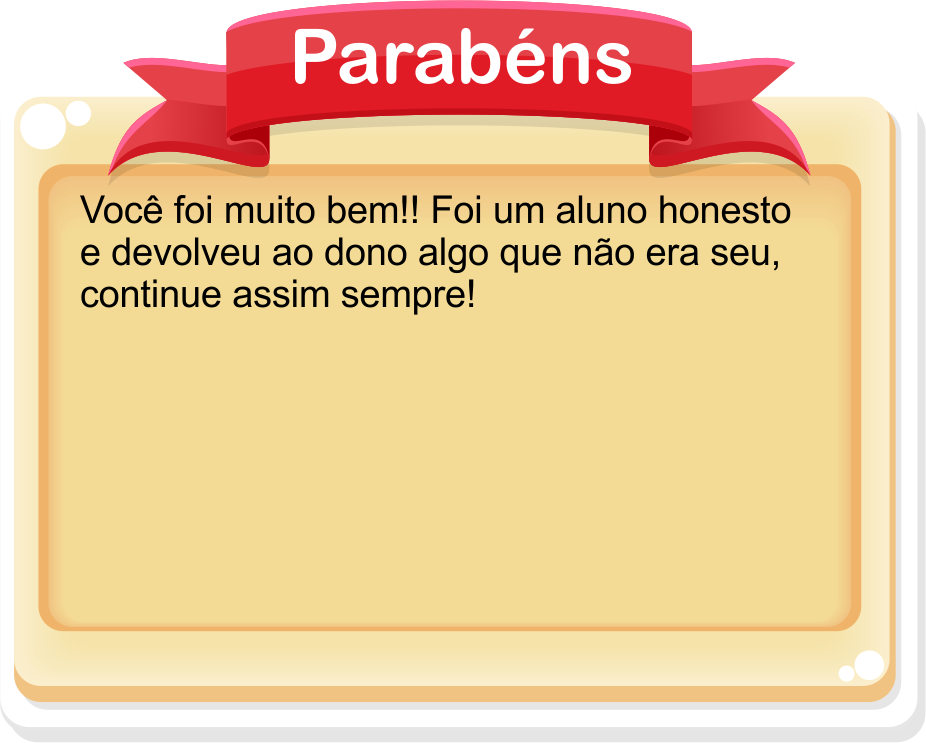 Parabéns
Você foi muito bem!! Foi um aluno honesto
e devolveu ao dono algo que não era seu,
continue assim sempre!